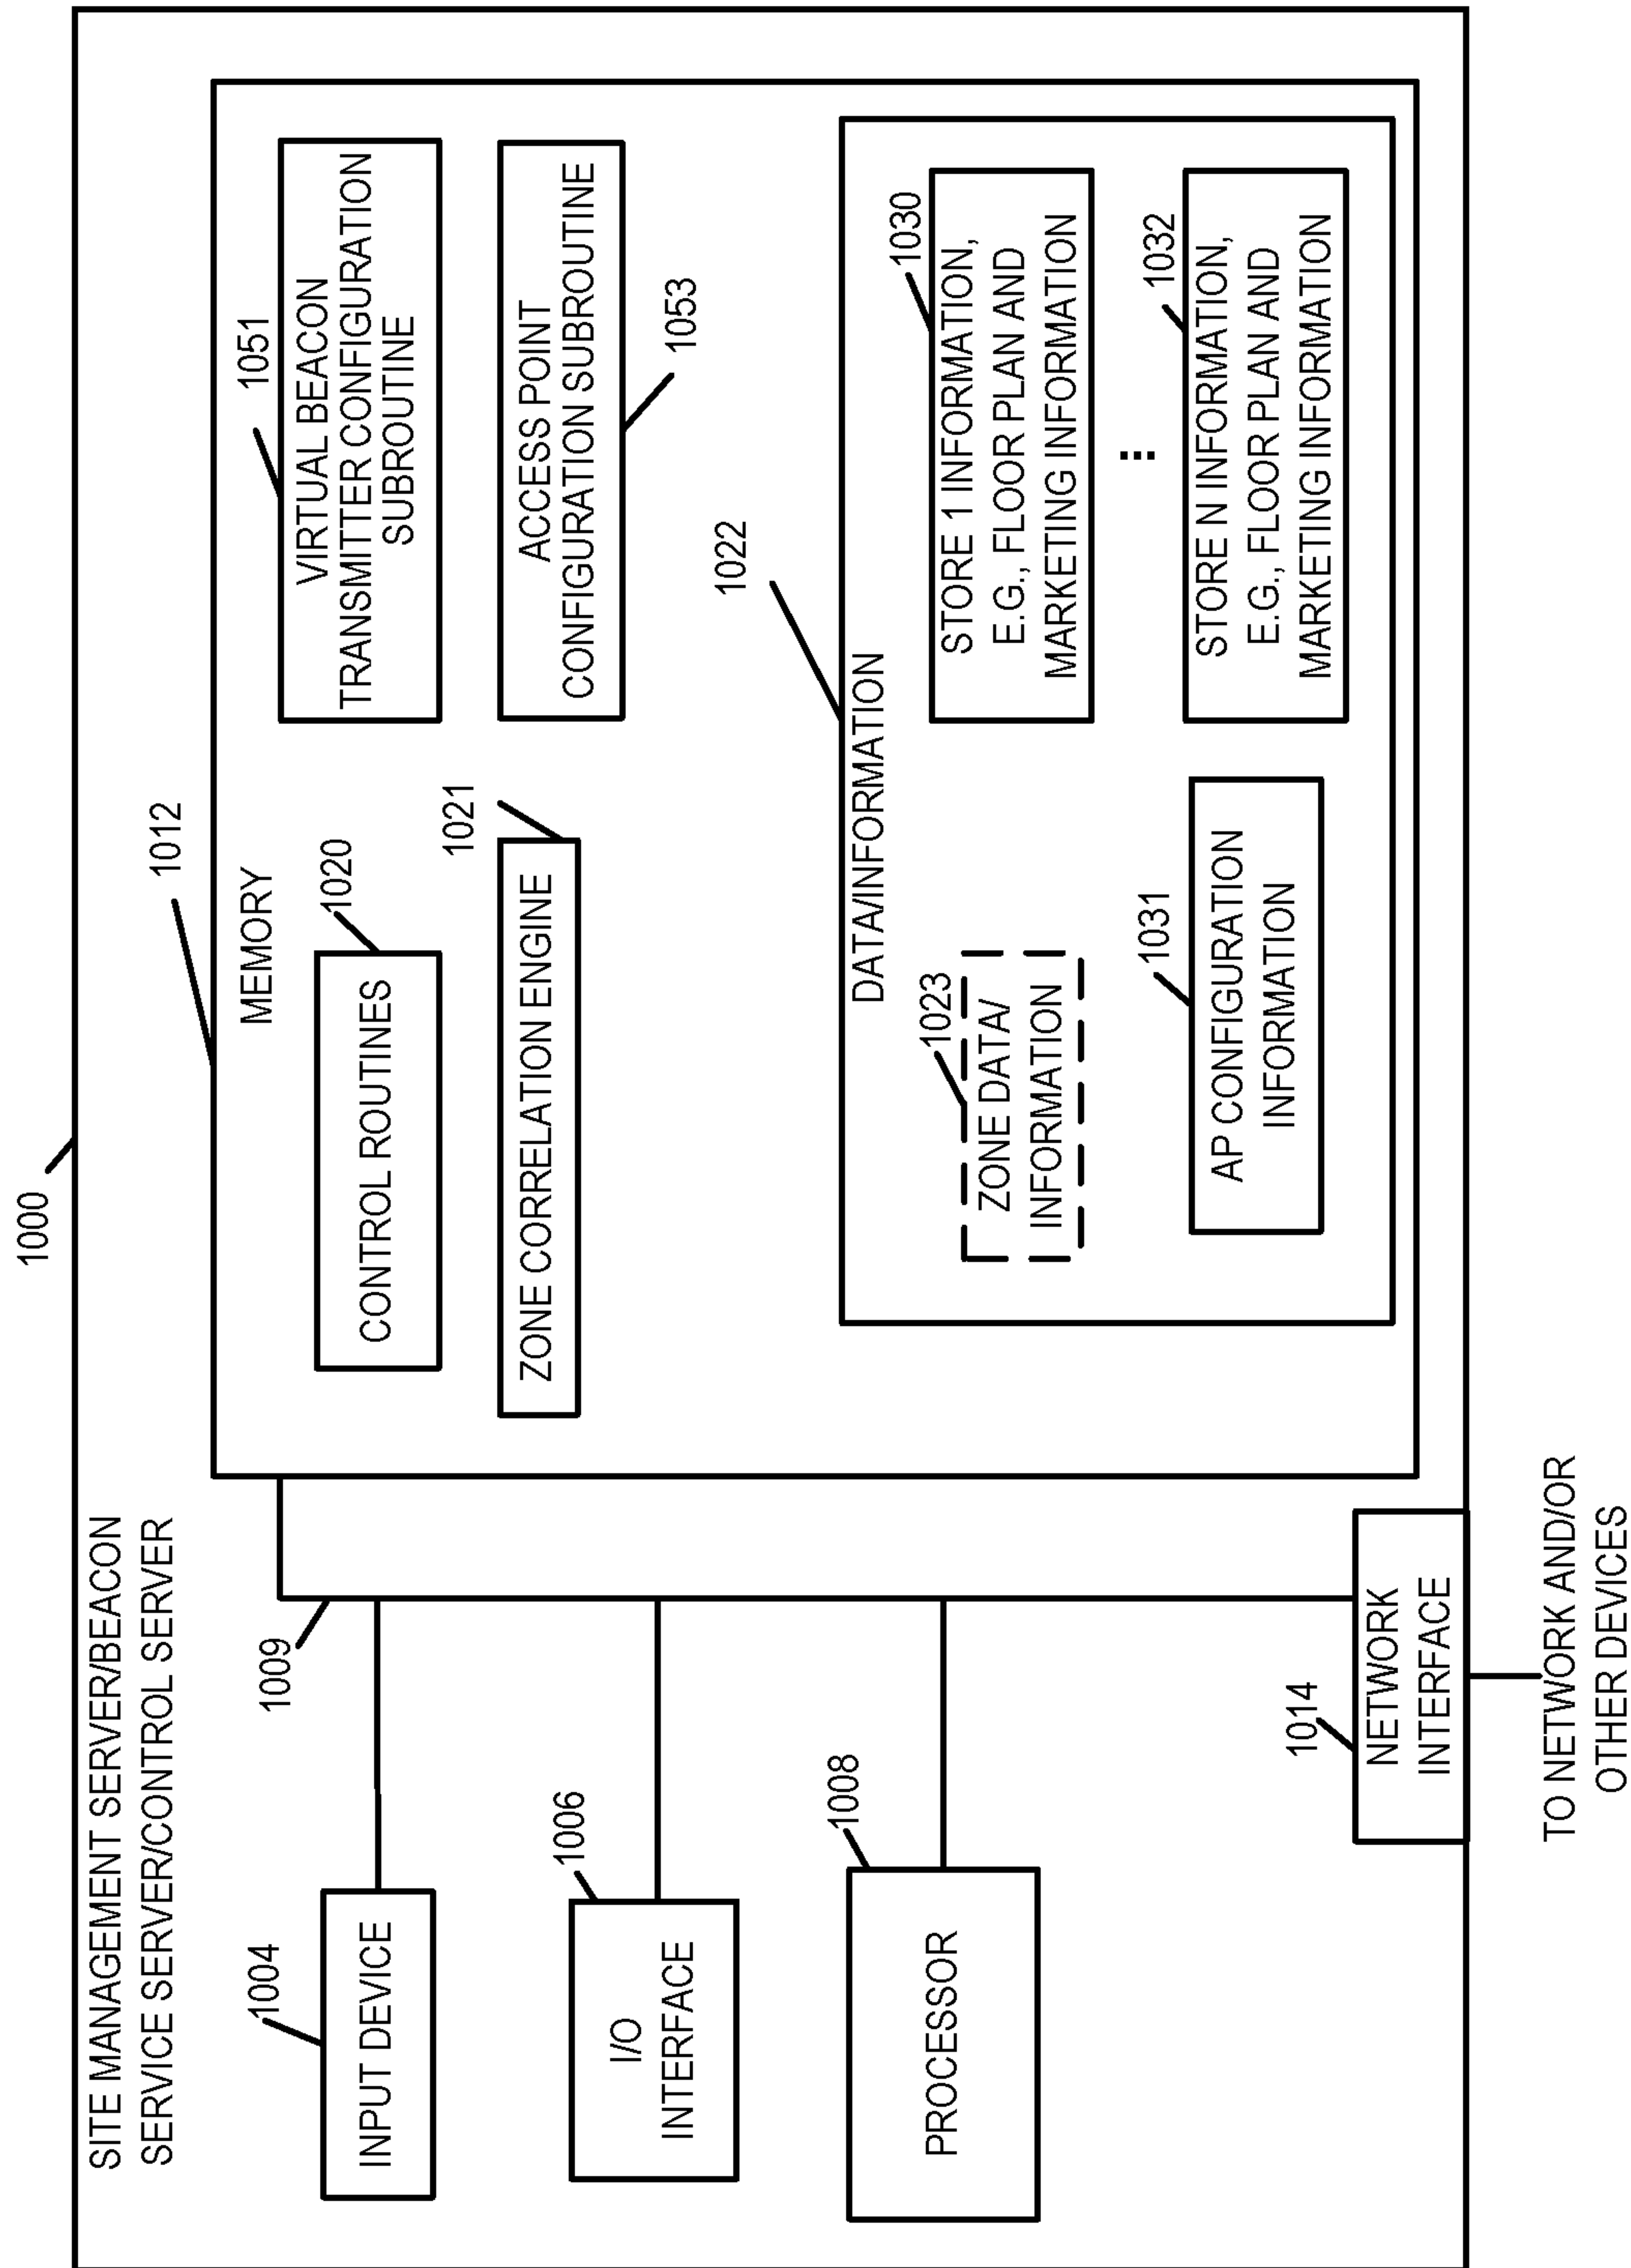 1000
SITE MANAGEMENT SERVER/BEACON
SERVICE SERVER/CONTROL SERVER
1004
INPUT DEVICE
1006
I/O
INTERFACE
1008
PROCESSOR
1009
1014
NETWORK
INTERFACE
TO NETWORK AND/OR
OTHER DEVICES
1012
MEMORY
1020
CONTROL ROUTINES
1021
ZONE CORRELATION ENGINE
1051
VIRTUAL BEACON
TRANSMITTER CONFIGURATION
SUBROUTINE
ACCESS POINT
CONFIGURATION SUBROUTINE
1053
1022
DATA/INFORMATION
1023
ZONE DATA/
INFORMATION
1031
AP CONFIGURATION
INFORMATION
1030
STORE 1 INFORMATION,
E.G., FLOOR PLAN AND
MARKETING INFORMATION
...
1032
STORE N INFORMATION,
E.G., FLOOR PLAN AND
MARKETING INFORMATION